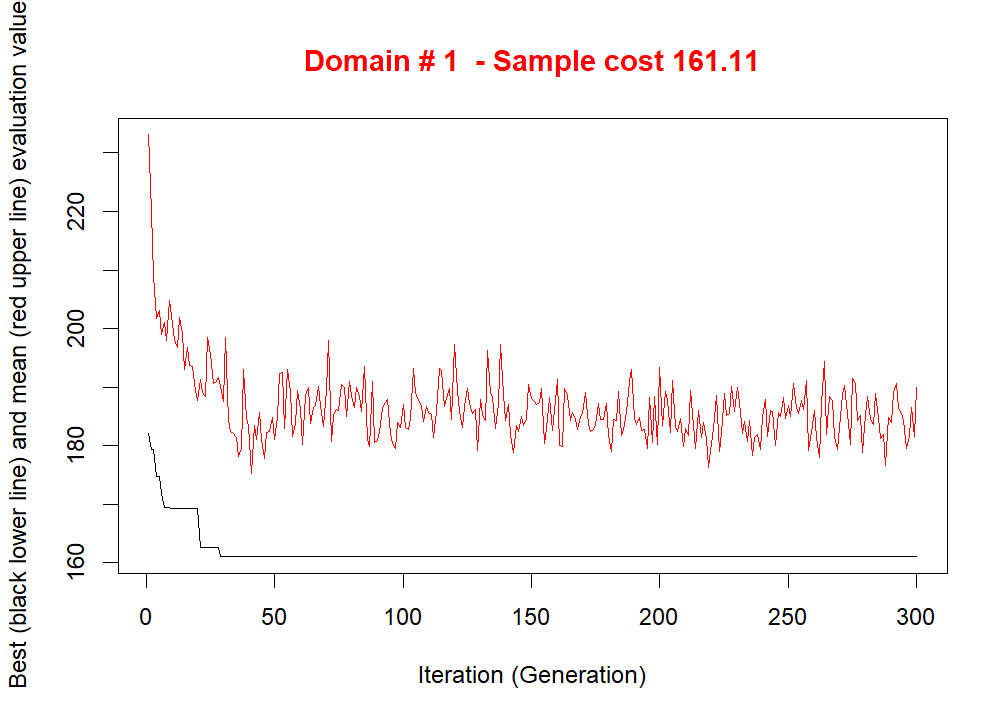 Domain # 1  - Sample cost 161.11
Best (black lower line) and mean (red upper line) evaluation value
220
200
180
160
0 50 100 150 200 250 300
Iteration (Generation)